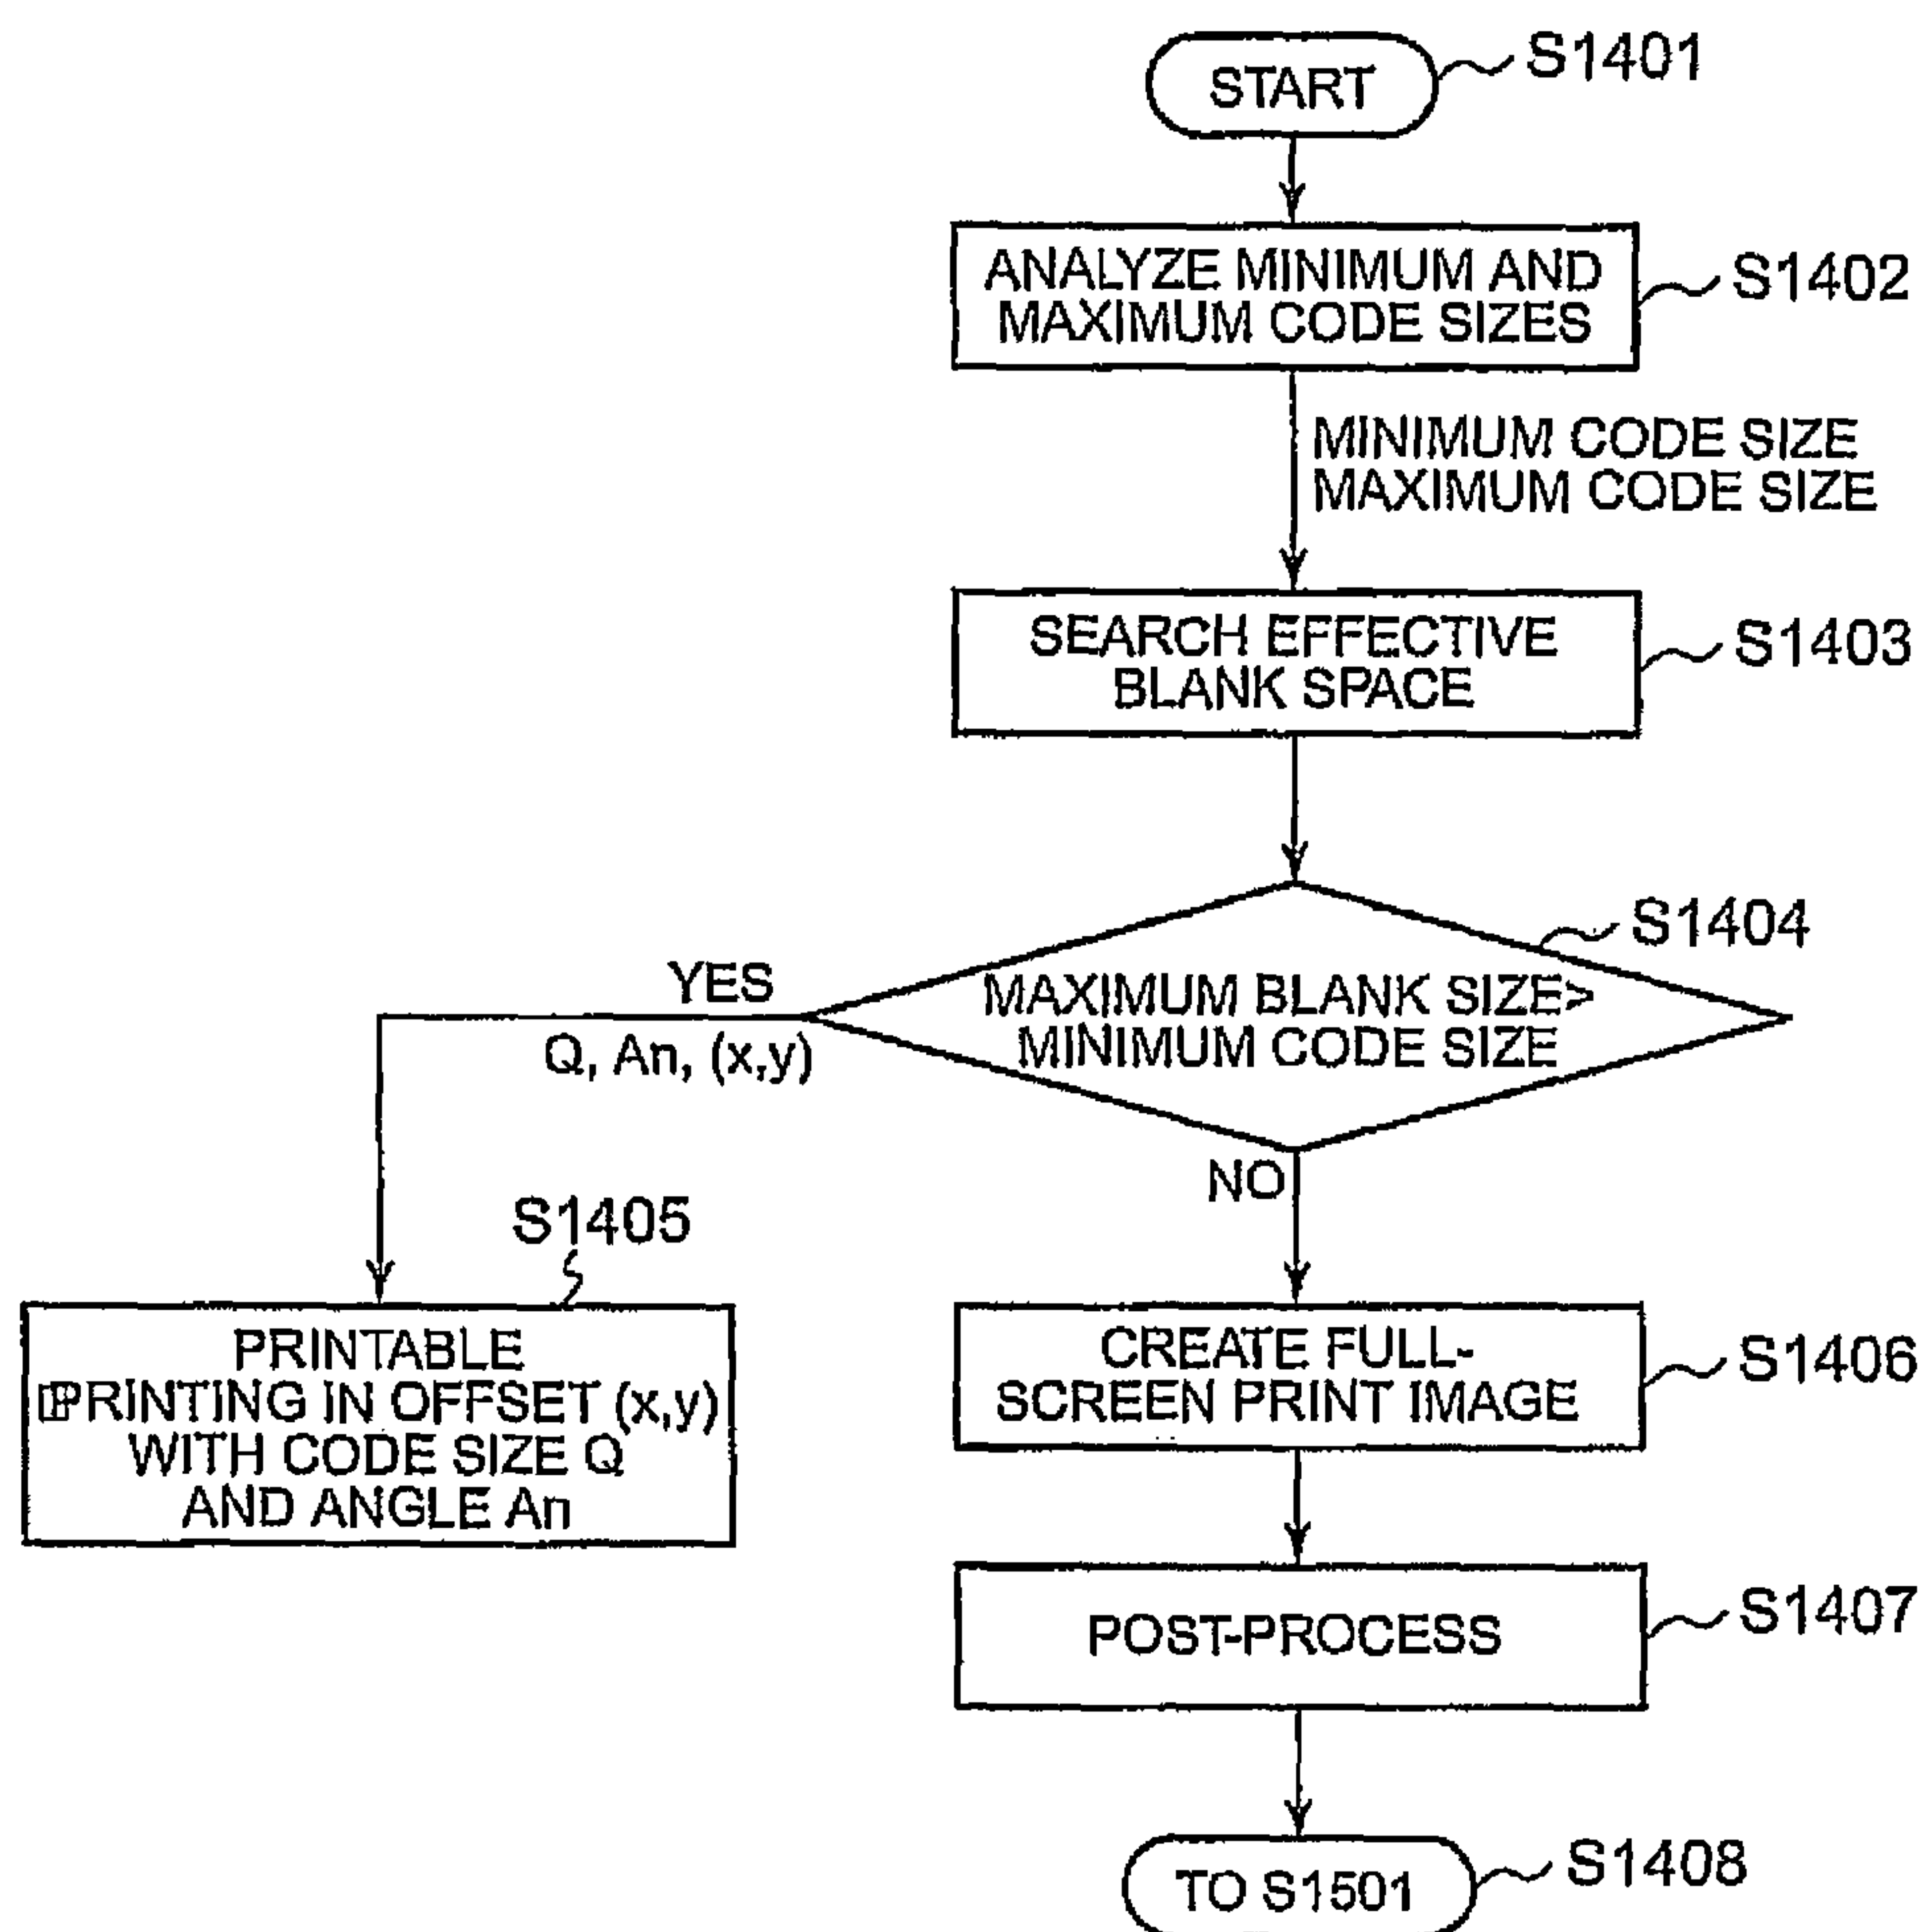 START
S1401
ANALYZE MINIMUM AND
MAXIMUM CODE SIZES
S1402
MINIMUM CODE SIZE
MAXIMUM CODE SIZE
SEARCH EFFECTIVE
BLANK SPACE
S1403
S1404
MAXIMUM BLANK SIZE>
MINIMUM CODE SIZE
YES
Q, An, (x,y)
NO
S1405
PRINTABLE
PRINTING IN OFFSET (x,y)
WITH CODE SIZE Q
AND ANGLE An
CREATE FULL-
SCREEN PRINT IMAGE
S1406
POST-PROCESS
S1407
TO S1501
S1408